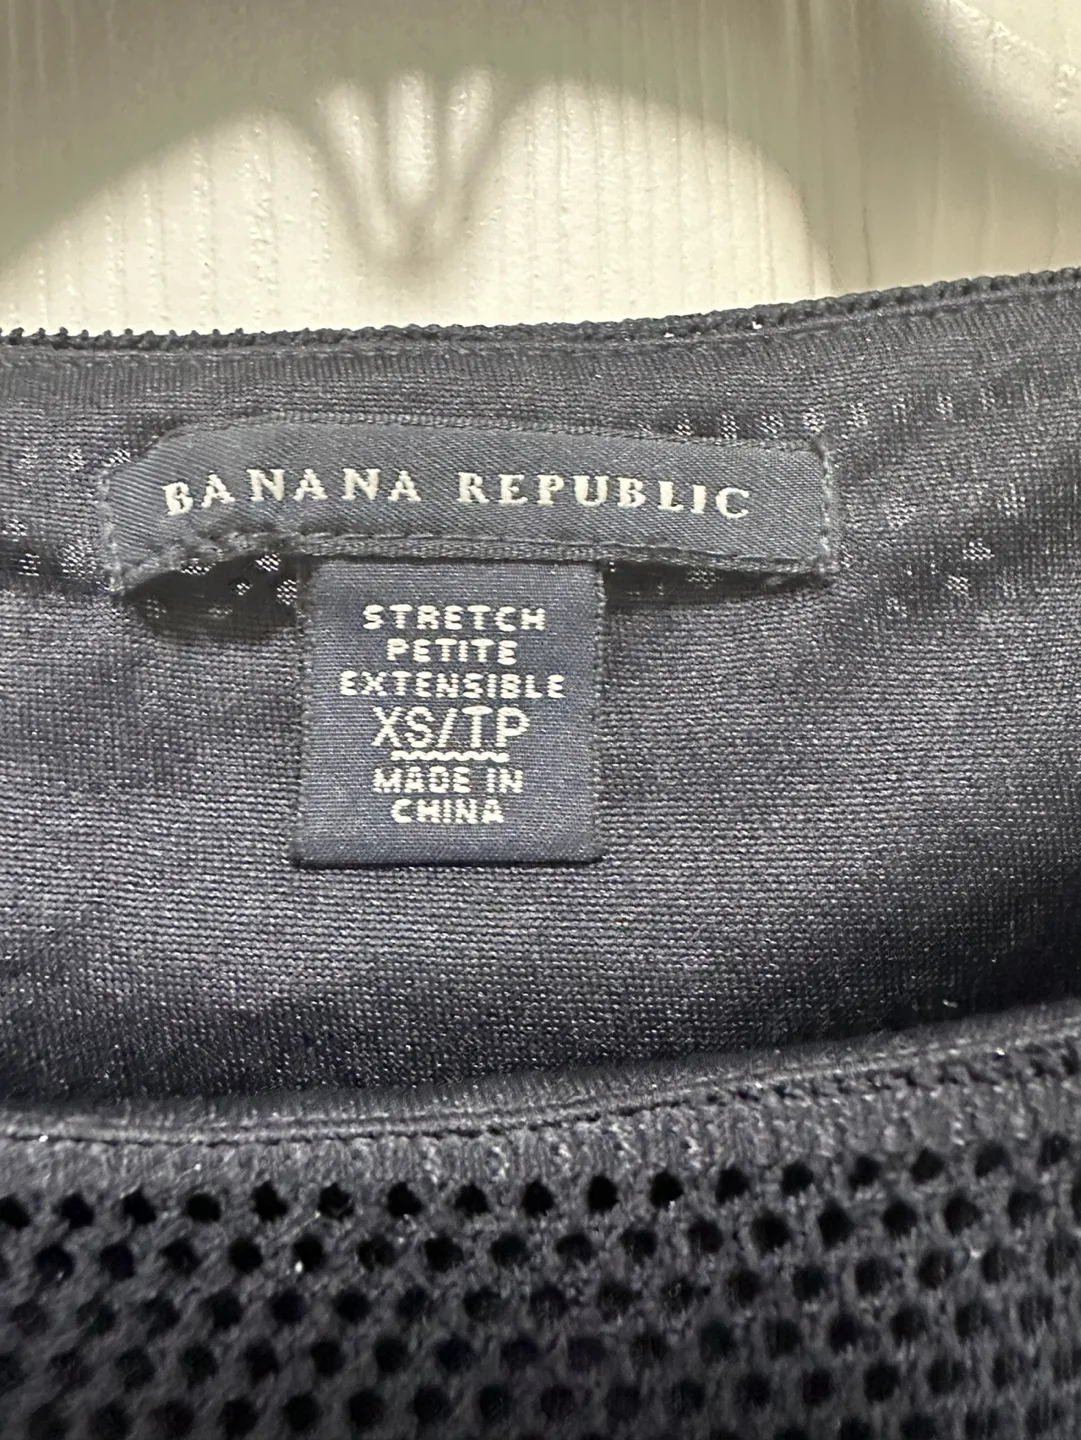 BANANA REPUBLIC
STRETCH
PETITE
EXTENSIBLE
XS/TP
MADE IN
CHINA